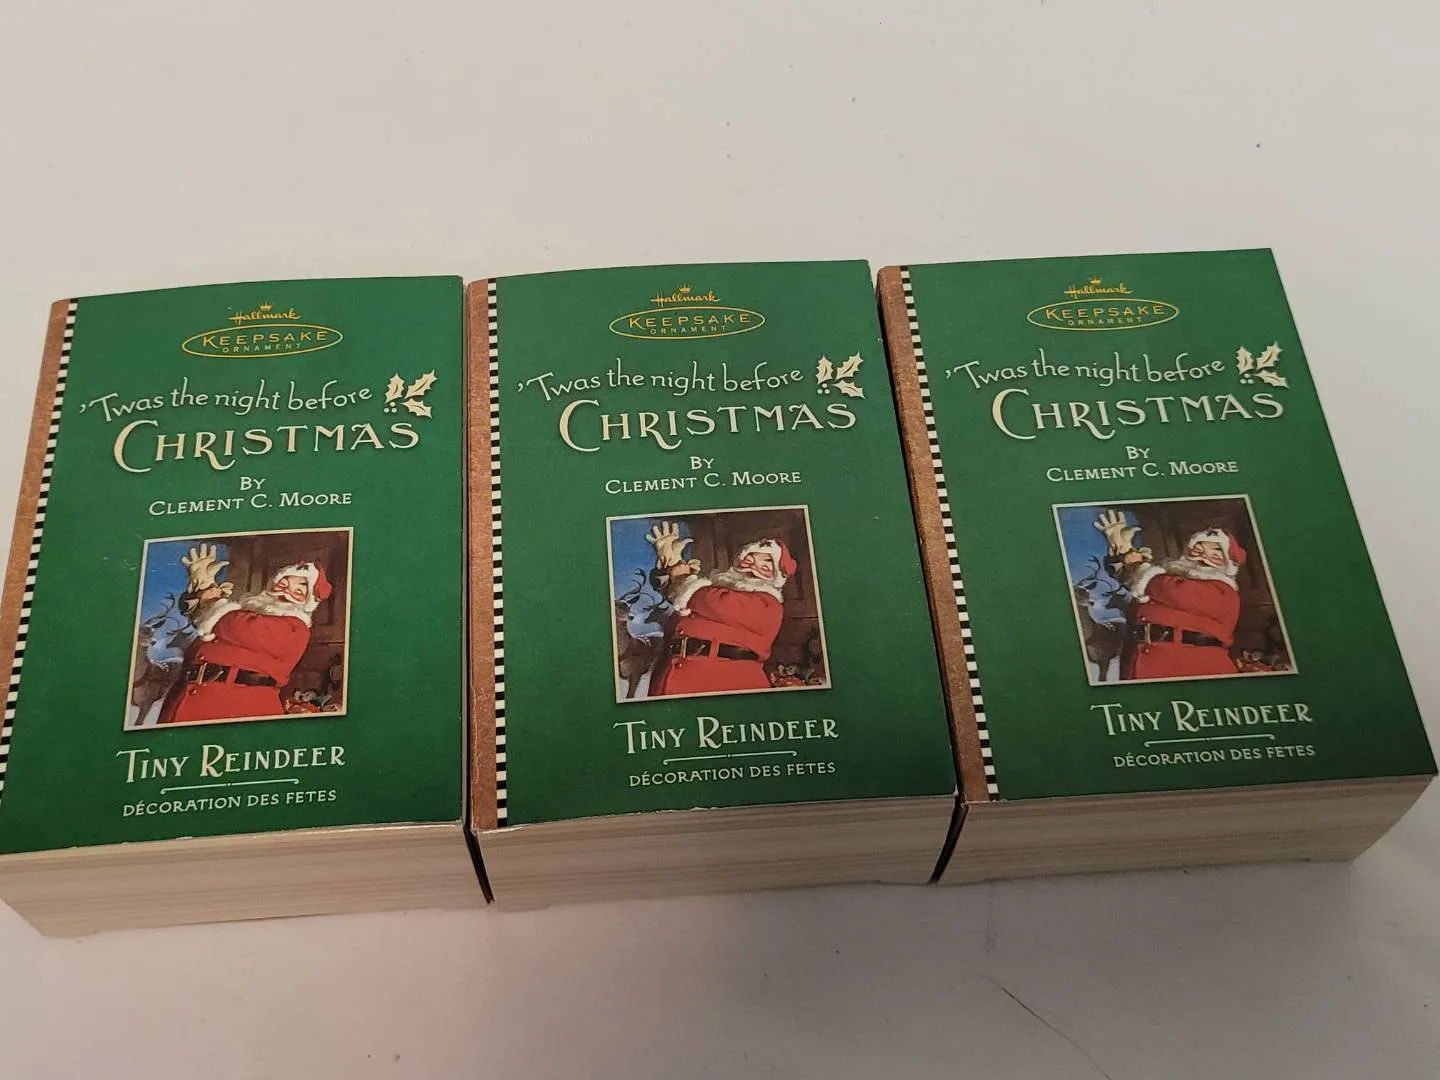 Hallmark
KEEPSAKE
ORNAMENT
'Twas the night before
CHRISTMAS
BY
CLEMENT C. MOORE
TINY REINDEER
DÉCORATION DES FETES
Hallmark
KEEPSAKE
ORNAMENT
'Twas the night before
CHRISTMAS
BY
CLEMENT C. MOORE
TINY REINDEER
DÉCORATION DES FETES
Hallmark
KEEPSAKE
ORNAMENT
'Twas the night before
CHRISTMAS
BY
CLEMENT C. MOORE
TINY REINDEER
DÉCORATION DES FETES